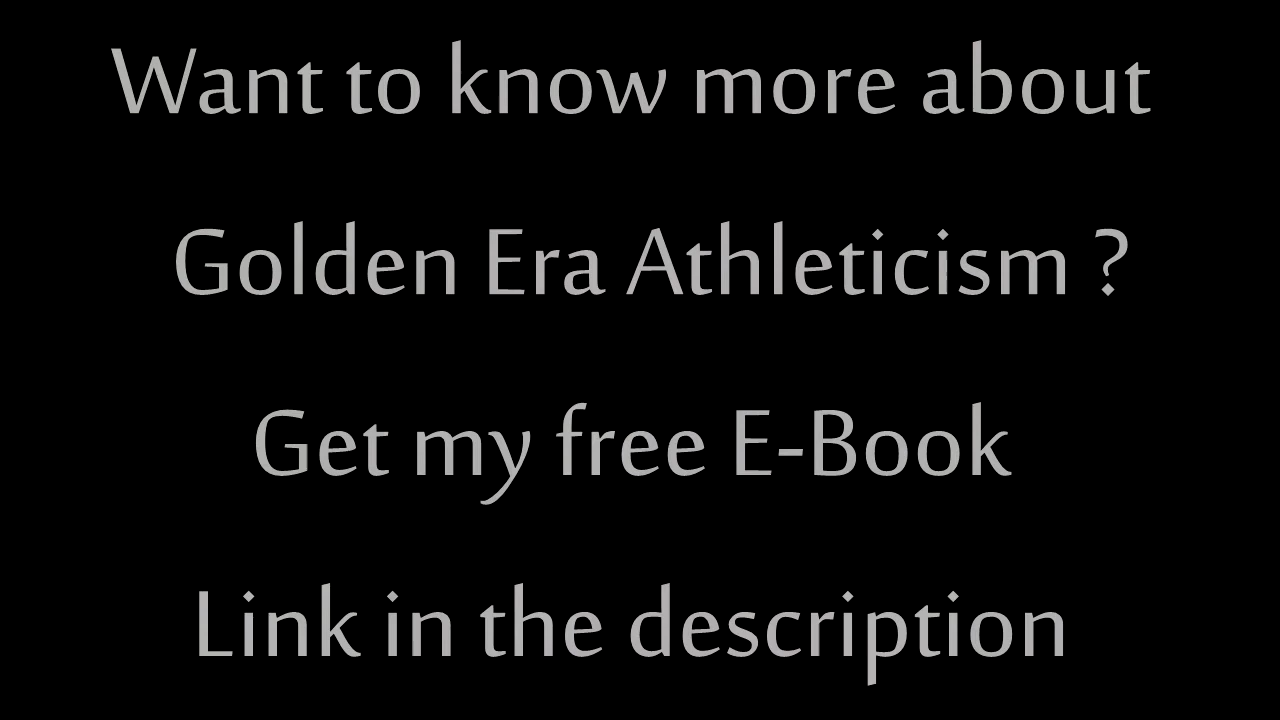 Want to know more about
Golden Era Athleticism ?
Get my free E-Book
Link in the description